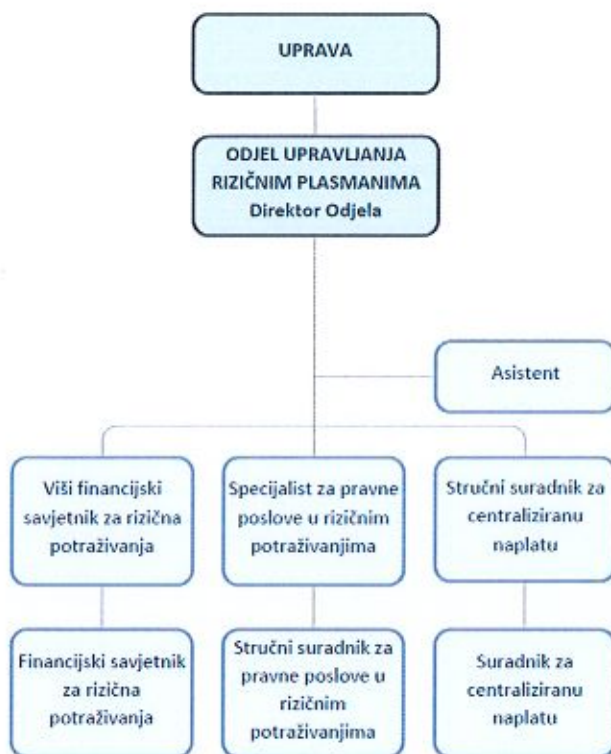 UPRAVA
ODJEL UPRAVLJANJA
RIZIČNIM PLASMANIMA
Direktor Odjela
Asistent
Viši financijski
savjetnik za rizična
potraživanja
Specijalist za pravne
poslove u rizičnim
potraživanjima
Stručni suradnik za
centraliziranu
naplatu
Financijski savjetnik
za rizična
potraživanja
Stručni suradnik za
pravne poslove u
rizičnim
potraživanjima
Suradnik za
centraliziranu
naplatu